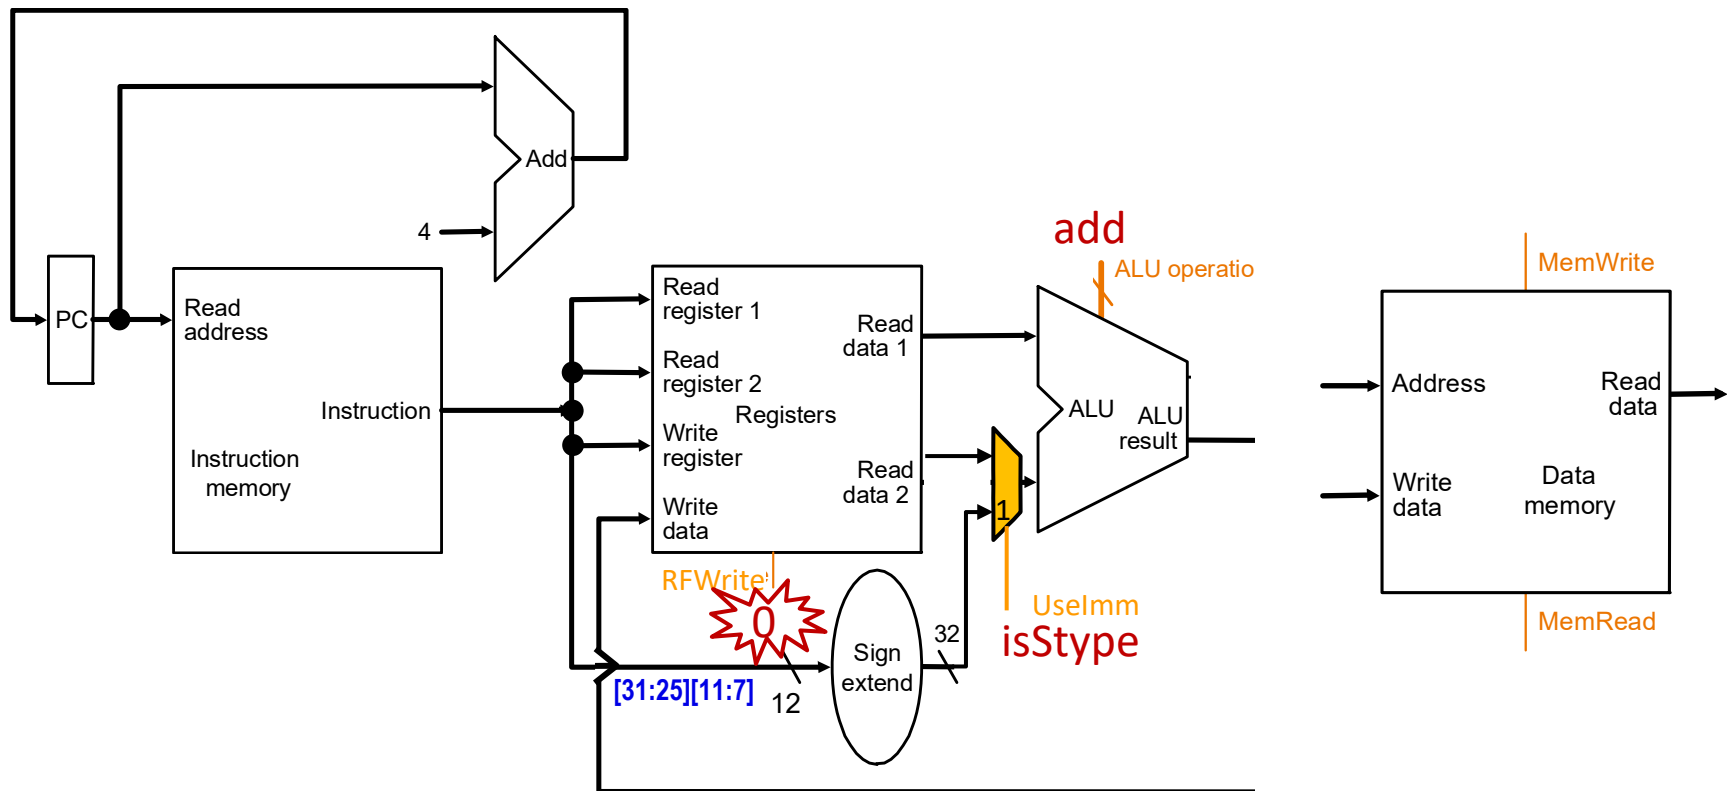 Add
4
add
ALU operatio
MemWrite
PC
Read
address
Instruction
Instruction
memory
Read
register 1
Read
register 2
Registers
Write
register
Write
data
Read
data 1
Read
data 2
RFWrite
0
[31:25][11:7]
12
Sign
extend
32
1
UseImm
isStype
ALU
ALU
result
Address
Read
data
Write
data
Data
memory
MemRead